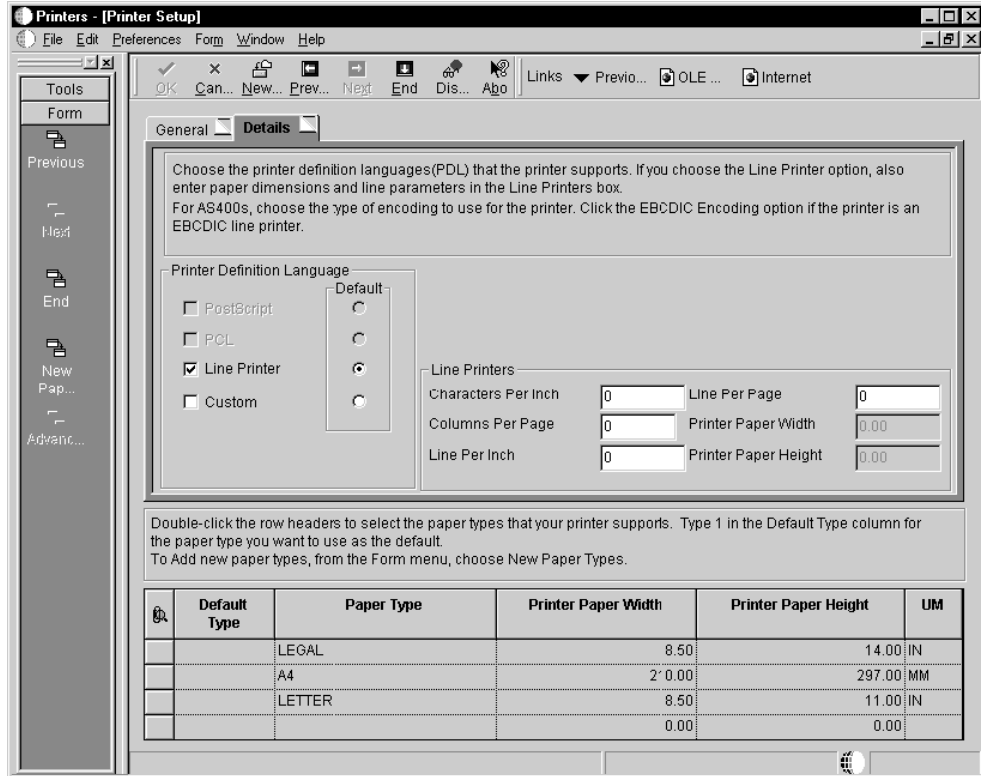 Printers - [Printer Setup]
File Edit Preferences Form Window Help
Tools
Form
Previous
Next
End
New Pap...
Advanc...
OK Can... New... Prev... Next End Dis... Abo Links Previo... OLE ... Internet
General Details
Choose the printer definition languages(PDL) that the printer supports. If you choose the Line Printer option, also
enter paper dimensions and line parameters in the Line Printers box.
For AS400s, choose the type of encoding to use for the printer. Click the EBCDIC Encoding option if the printer is an
EBCDIC line printer.
Printer Definition Language
Default
PostScript
PCL
Line Printer
Custom
Line Printers
Characters Per Inch 0 Line Per Page 0
Columns Per Page 0 Printer Paper Width 0.00
Line Per Inch 0 Printer Paper Height 0.00
Double-click the row headers to select the paper types that your printer supports. Type 1 in the Default Type column for
the paper type you want to use as the default.
To Add new paper types, from the Form menu, choose New Paper Types.
Default Type Paper Type Printer Paper Width Printer Paper Height UM
LEGAL 8.50 14.00 IN
A4 210.00 297.00 MM
LETTER 8.50 11.00 IN
0.00 0.00